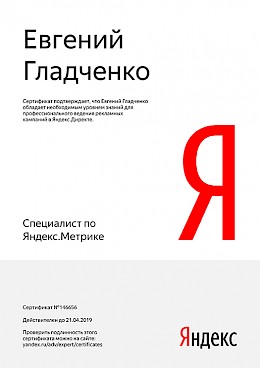 Евгений
Гладченко
Сертификат подтверждает, что Евгений Гладченко
обладает необходимым уровнем знаний для
профессионального ведения рекламных
кампаний в Яндекс.Директе.
Я
Специалист по
Яндекс.Метрике
Сертификат №146656
Действителен до 21.04.2019
Проверить подлинность этого
сертификата можно на сайте:
yandex.ru/adv/expert/certificates
Яндекс